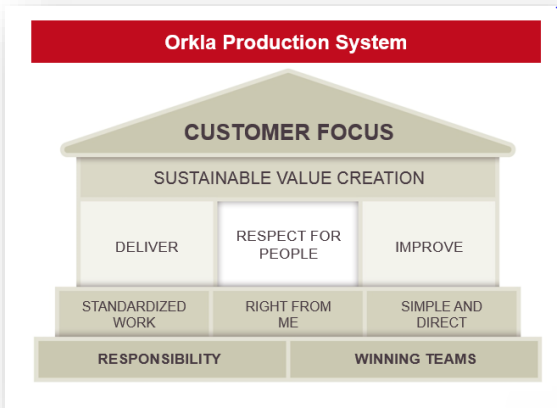 Orkla Production System
CUSTOMER FOCUS
SUSTAINABLE VALUE CREATION
DELIVER
RESPECT FOR
PEOPLE
IMPROVE
STANDARDIZED
WORK
RIGHT FROM
ME
SIMPLE AND
DIRECT
RESPONSIBILITY
WINNING TEAMS